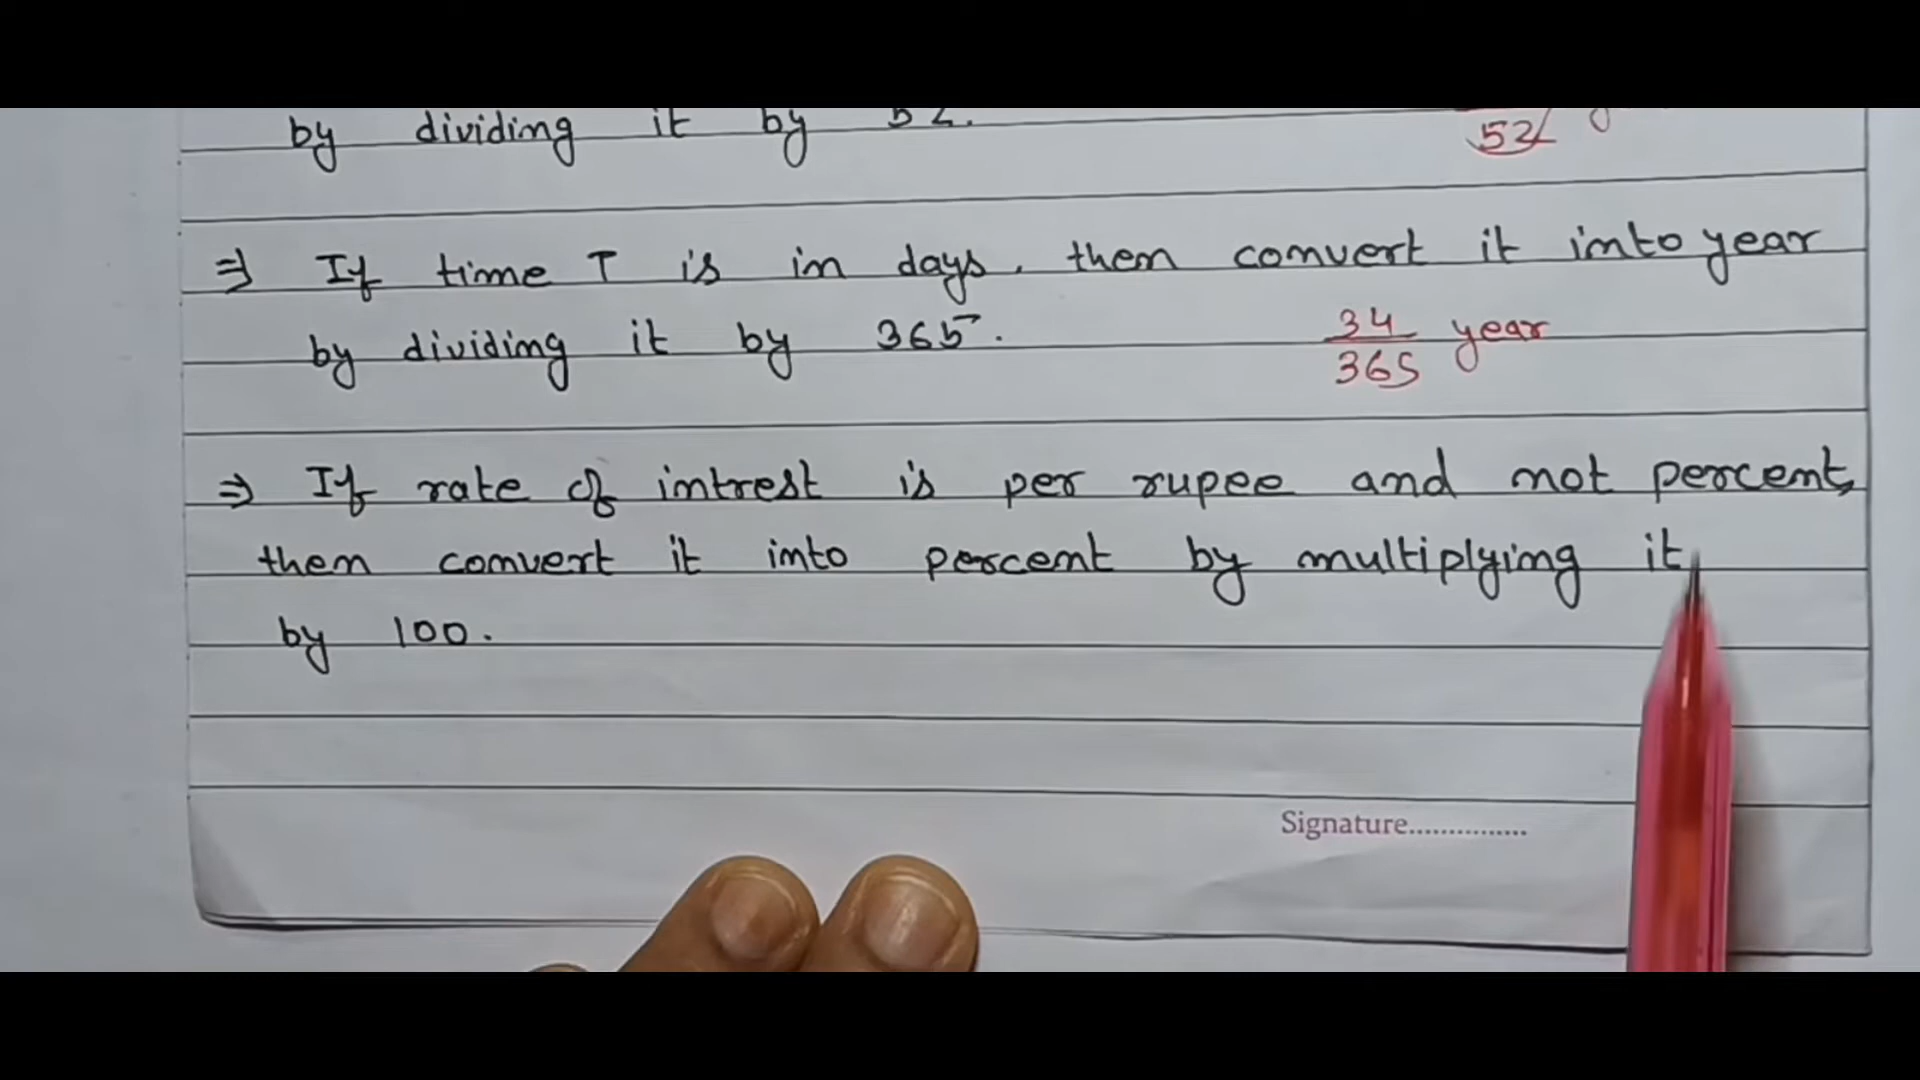 by dividing it by 52.
52
⇒ If time T is in days, then convert it into year
by dividing it by 365.
34
365
year
⇒ If rate of intrest is per rupee and not percent,
then convert it into percent by multiplying it
by 100.
Signature...............